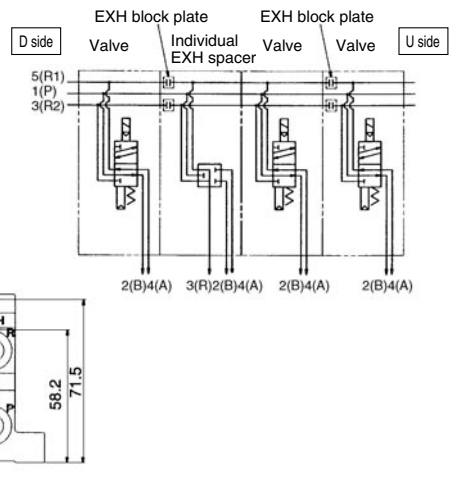 EXH block plate
EXH block plate
D side
Valve
Individual
EXH spacer
Valve
Valve
U side
5(R1)
1(P)
3(R2)
2(B)4(A)
3(R)2(B)4(A)
2(B)4(A)
2(B)4(A)
H
R
P
58.2
71.5